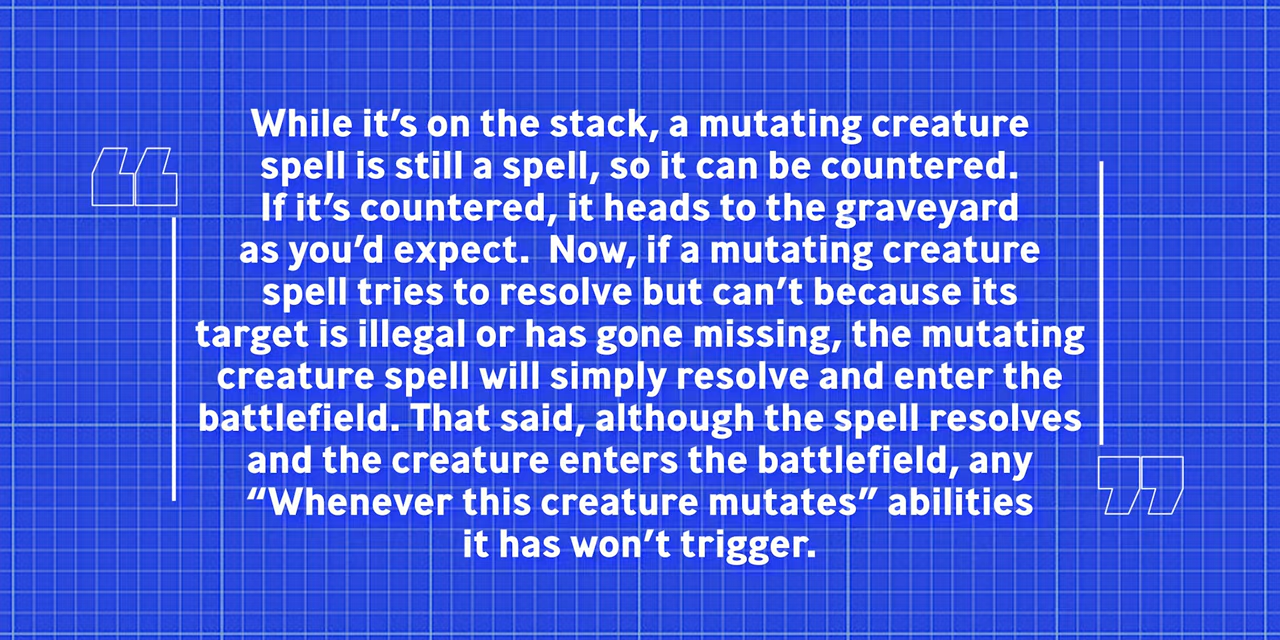 While it’s on the stack, a mutating creature
spell is still a spell, so it can be countered.
If it’s countered, it heads to the graveyard
as you’d expect.  Now, if a mutating creature
spell tries to resolve but can’t because its
target is illegal or has gone missing, the mutating
creature spell will simply resolve and enter the
battlefield. That said, although the spell resolves
and the creature enters the battlefield, any
“Whenever this creature mutates” abilities
it has won’t trigger.